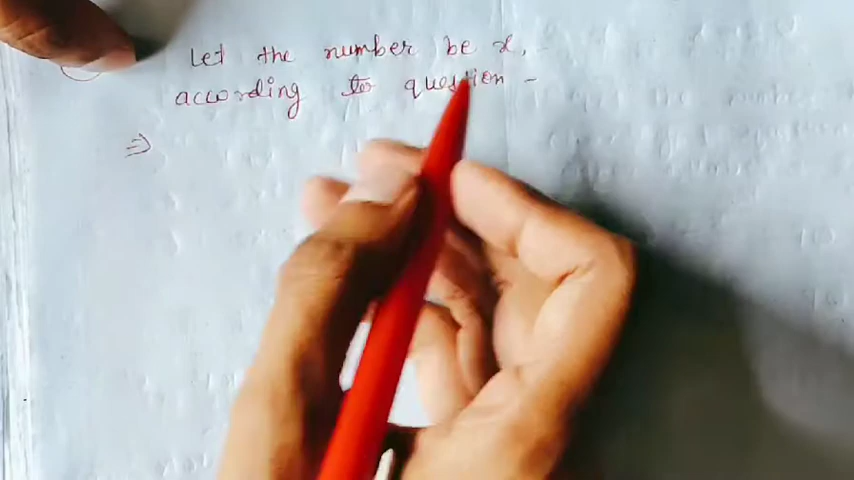 Let the number be x,
according to question -
⇒